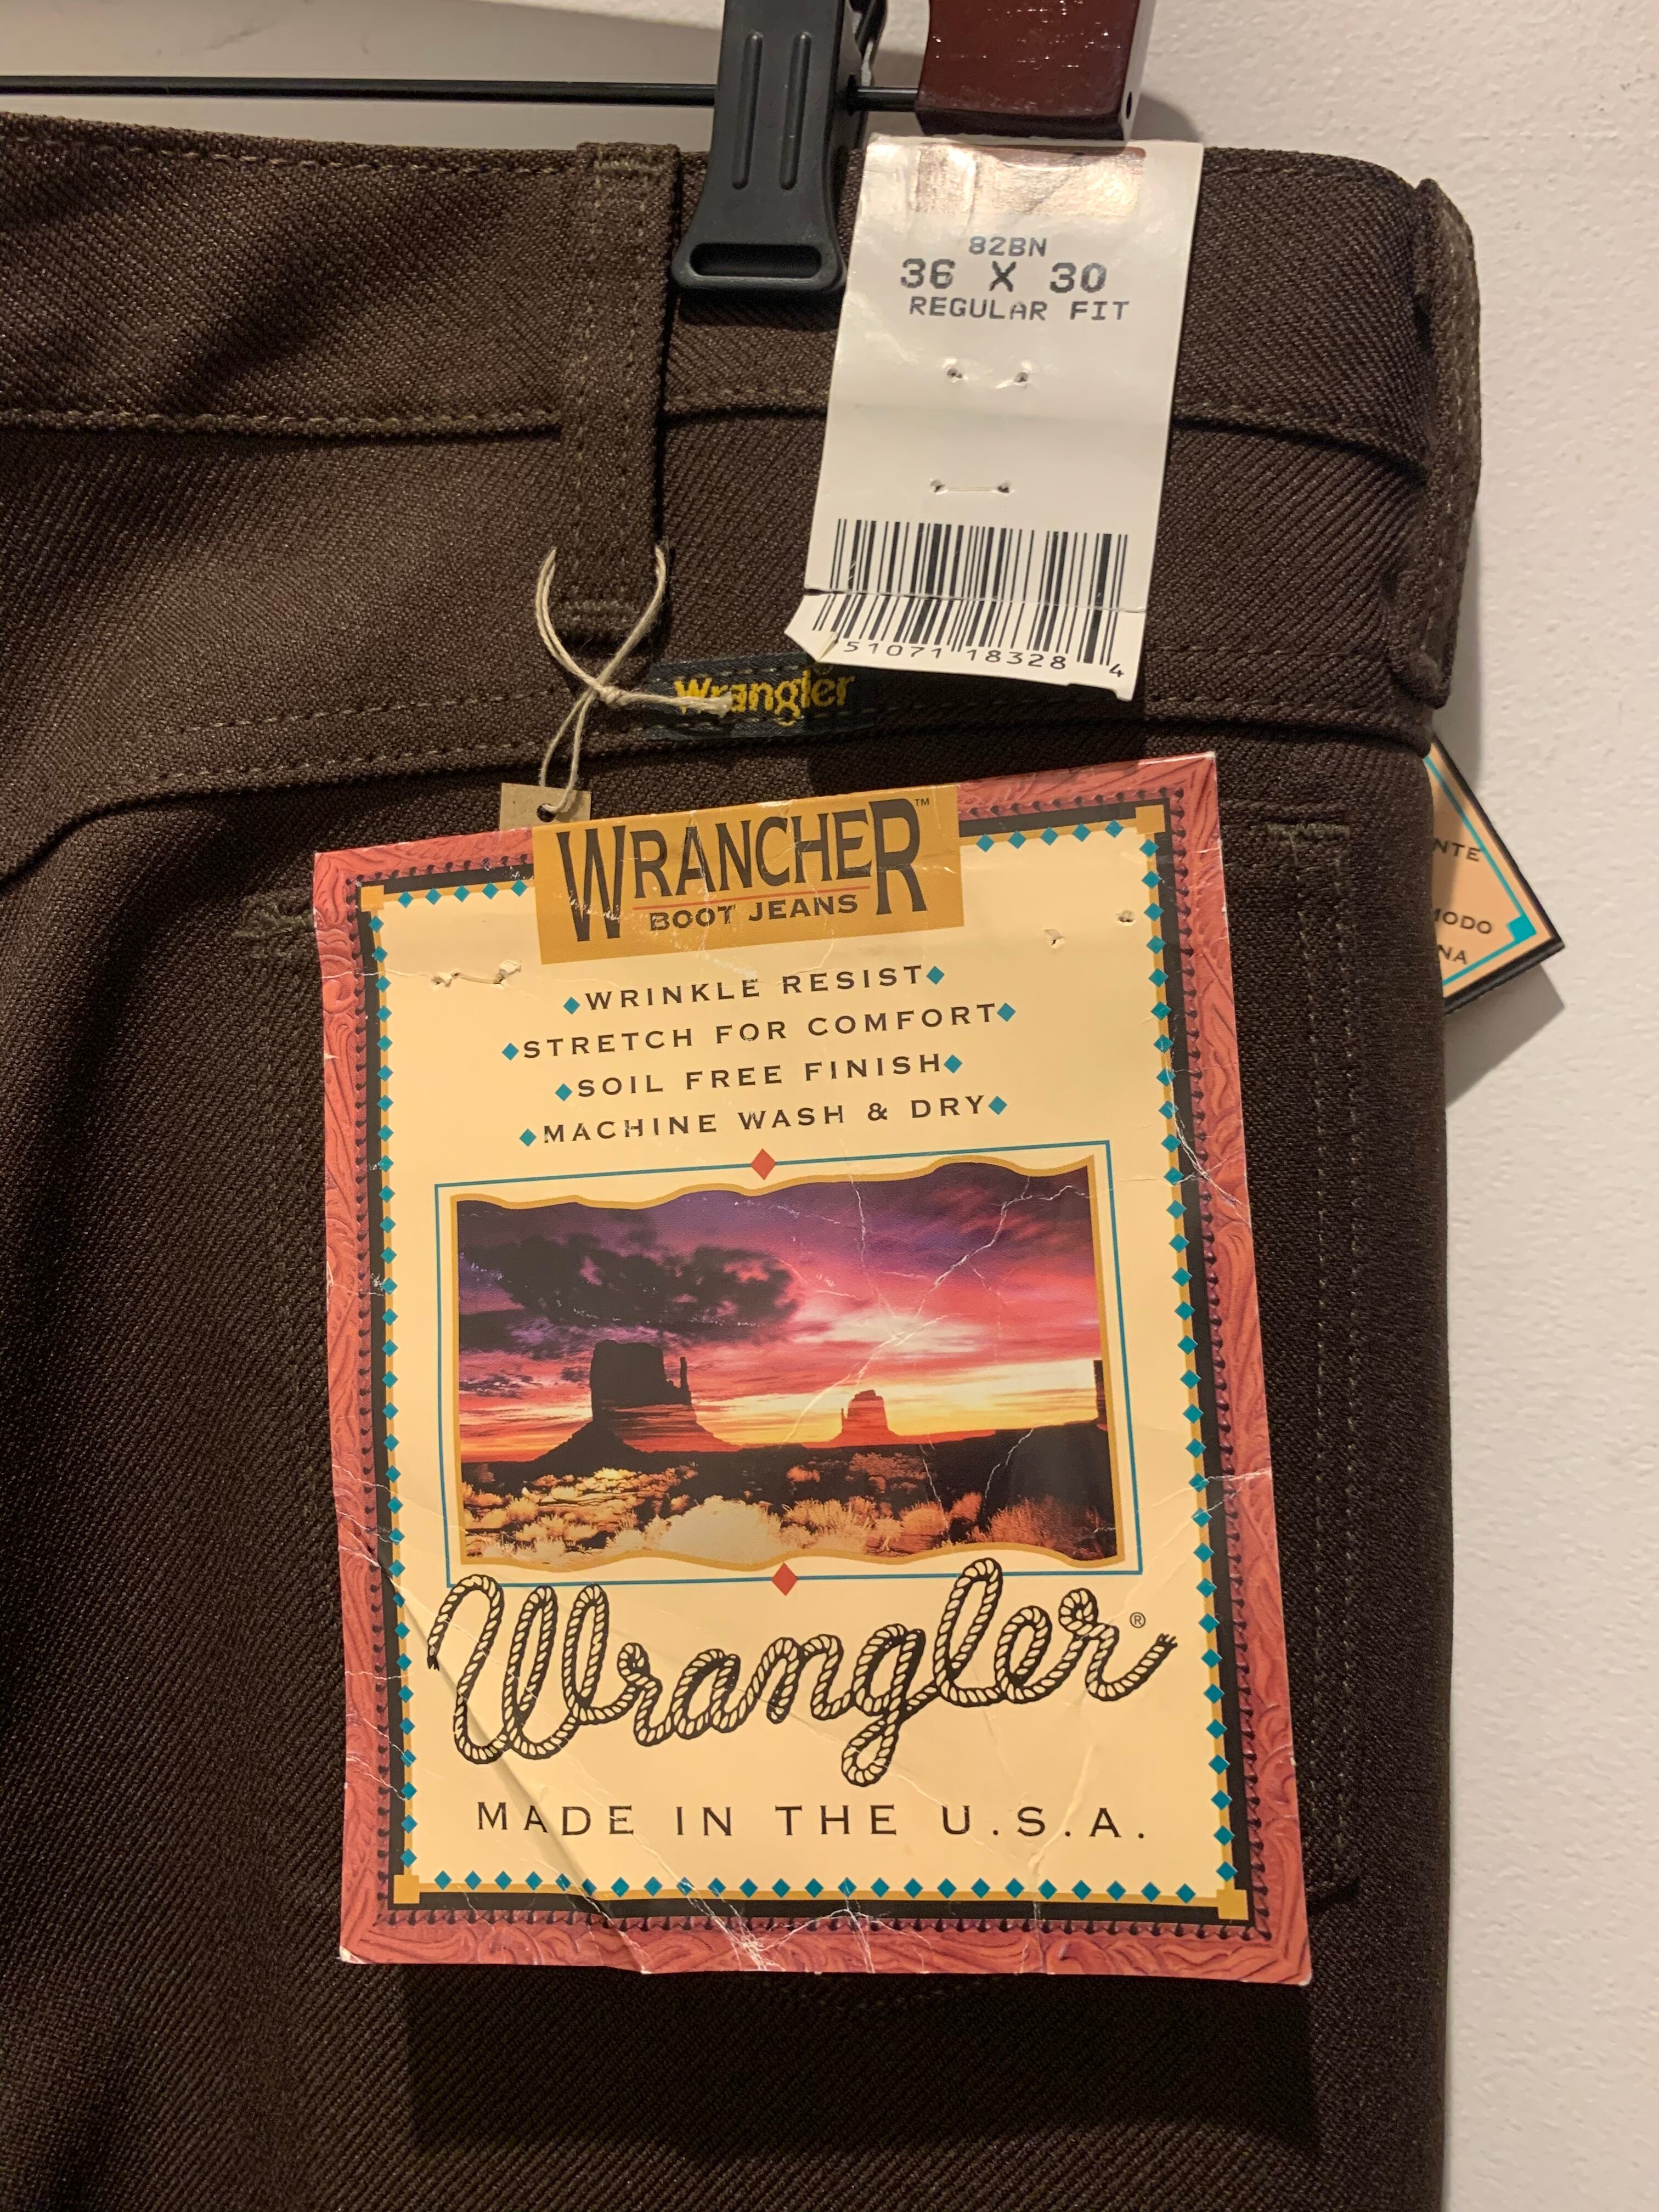 82BN
36 X 30
REGULAR FIT
51071 18328 4
Wrangler
WRANCHER™
BOOT JEANS
WRINKLE RESIST
STRETCH FOR COMFORT
SOIL FREE FINISH
MACHINE WASH & DRY
Wrangler®
MADE IN THE U.S.A.